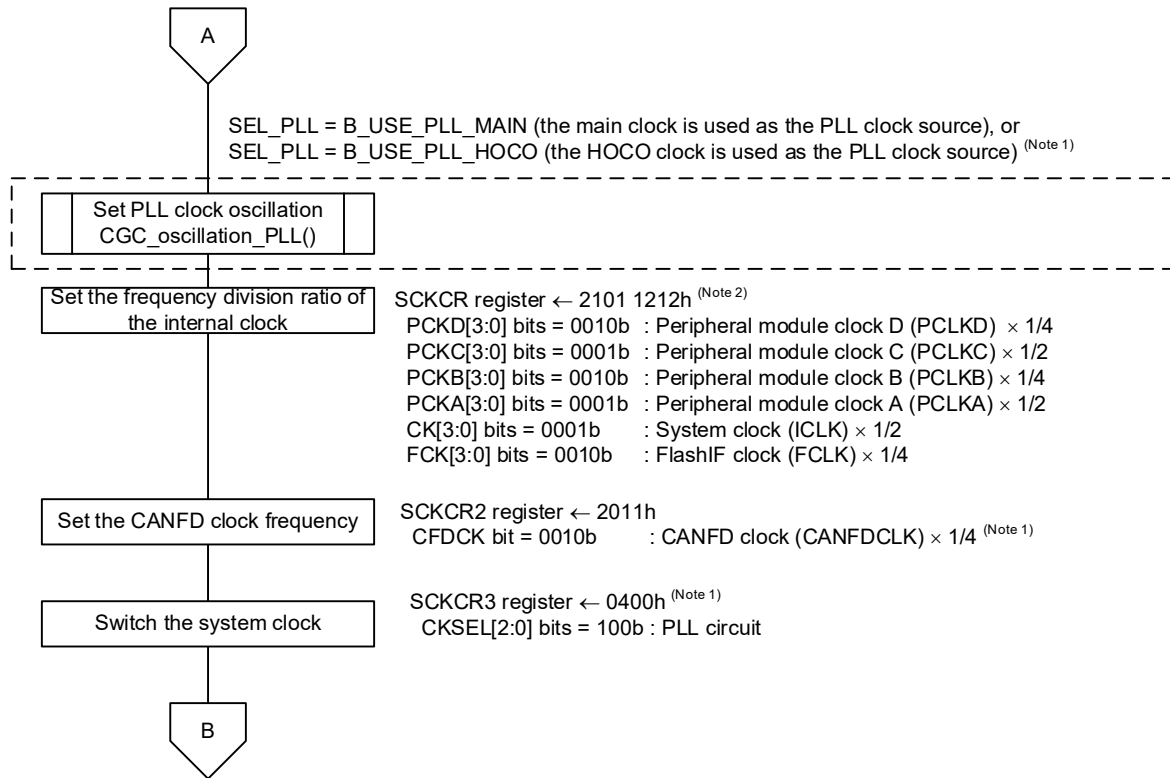 A
SEL_PLL = B_USE_PLL_MAIN (the main clock is used as the PLL clock source), or
SEL_PLL = B_USE_PLL_HOCO (the HOCO clock is used as the PLL clock source) (Note 1)
Set PLL clock oscillation
CGC_oscillation_PLL()
Set the frequency division ratio of
the internal clock
SCKCR register ← 2101 1212h (Note 2)
PCKD[3:0] bits = 0010b : Peripheral module clock D (PCLKD) × 1/4
PCKC[3:0] bits = 0001b : Peripheral module clock C (PCLKC) × 1/2
PCKB[3:0] bits = 0010b : Peripheral module clock B (PCLKB) × 1/4
PCKA[3:0] bits = 0001b : Peripheral module clock A (PCLKA) × 1/2
CK[3:0] bits = 0001b : System clock (ICLK) × 1/2
FCK[3:0] bits = 0010b : FlashIF clock (FCLK) × 1/4
Set the CANFD clock frequency
SCKCR2 register ← 2011h
CFDCK bit = 0010b : CANFD clock (CANFDCLK) × 1/4 (Note 1)
Switch the system clock
SCKCR3 register ← 0400h (Note 1)
CKSEL[2:0] bits = 100b : PLL circuit
B